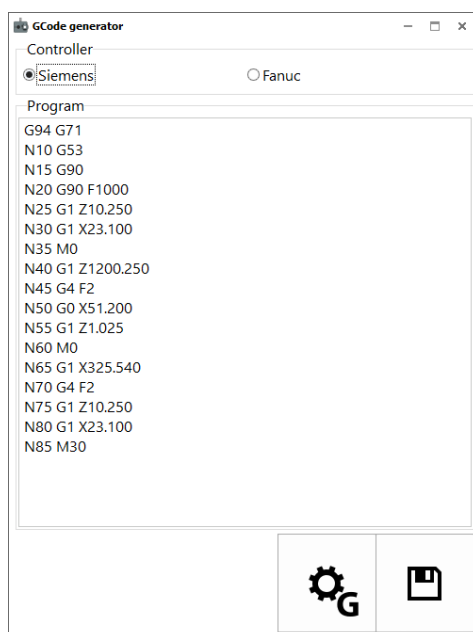 GCode generator
Controller
Siemens
Fanuc
Program
G94 G71
N10 G53
N15 G90
N20 G90 F1000
N25 G1 Z10.250
N30 G1 X23.100
N35 M0
N40 G1 Z1200.250
N45 G4 F2
N50 G0 X51.200
N55 G1 Z1.025
N60 M0
N65 G1 X325.540
N70 G4 F2
N75 G1 Z10.250
N80 G1 X23.100
N85 M30
G